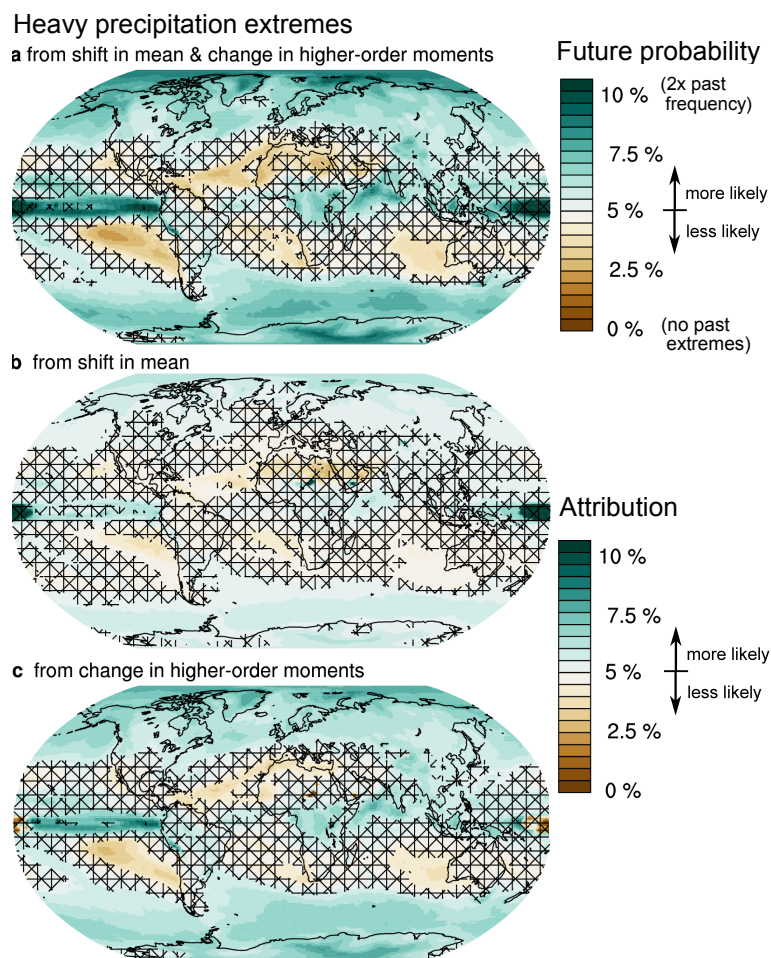 Heavy precipitation extremes
a from shift in mean & change in higher-order moments
Future probability
10 %
(2x past
frequency)
7.5 %
more likely
5 %
less likely
2.5 %
0 %
(no past
extremes)
b from shift in mean
Attribution
10 %
7.5 %
more likely
5 %
less likely
2.5 %
0 %
c from change in higher-order moments